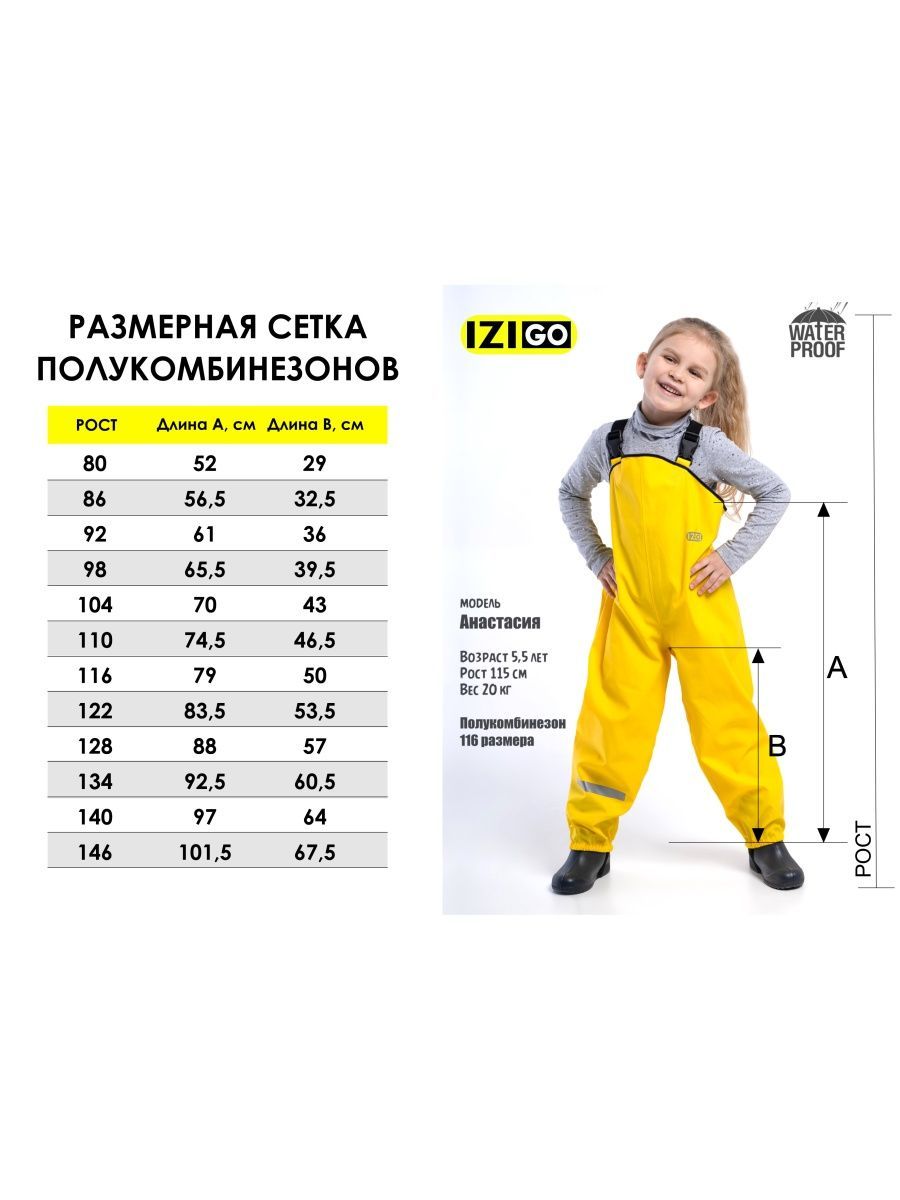 РАЗМЕРНАЯ СЕТКА
ПОЛУКОМБИНЕЗОНОВ
РОСТ Длина А, см Длина В, см
80 52 29
86 56,5 32,5
92 61 36
98 65,5 39,5
104 70 43
110 74,5 46,5
116 79 50
122 83,5 53,5
128 88 57
134 92,5 60,5
140 97 64
146 101,5 67,5
IZIGO
WATER
PROOF
IZIGO
МОДЕЛЬ
Анастасия
ВОЗРАСТ 5,5 ЛЕТ
РОСТ 115 СМ
ВЕС 20 КГ
Полукомбинезон
116 размера
A
B
РОСТ